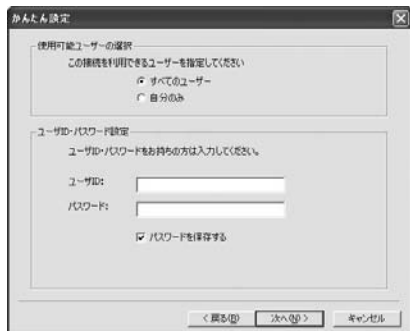 かんたん設定
使用可能ユーザーの選択
この接続を利用できるユーザーを指定してください
すべてのユーザー
自分のみ
ユーザID・パスワード設定
ユーザID・パスワードをお持ちの方は入力してください。
ユーザID:
パスワード:
パスワードを保存する
< 戻る(B) 次へ(N) > キャンセル